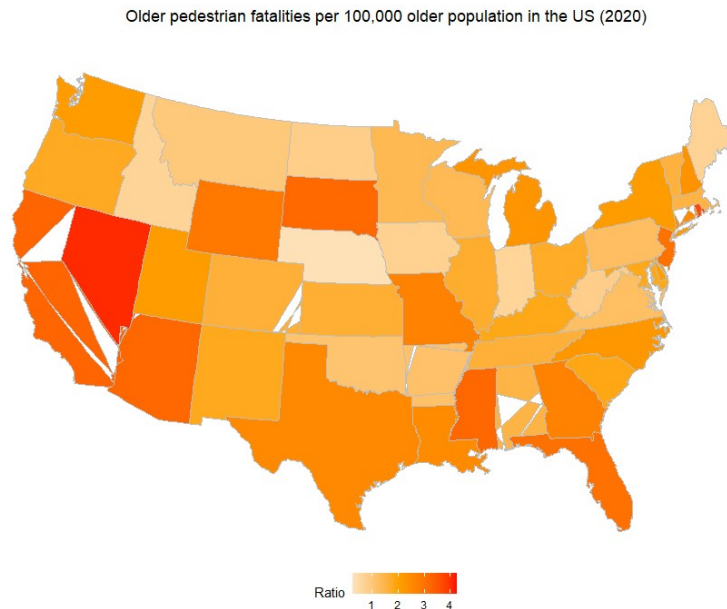 Older pedestrian fatalities per 100,000 older population in the US (2020)
Ratio
1 2 3 4